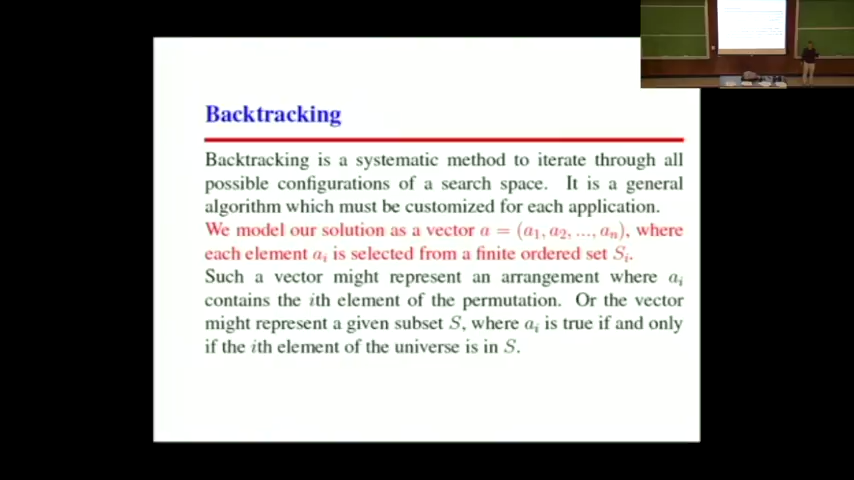 Backtracking
Backtracking is a systematic method to iterate through all
possible configurations of a search space. It is a general
algorithm which must be customized for each application.
We model our solution as a vector a = (a₁, a₂, ..., aₙ), where
each element aᵢ is selected from a finite ordered set Sᵢ.
Such a vector might represent an arrangement where aᵢ
contains the ith element of the permutation. Or the vector
might represent a given subset S, where aᵢ is true if and only
if the ith element of the universe is in S.